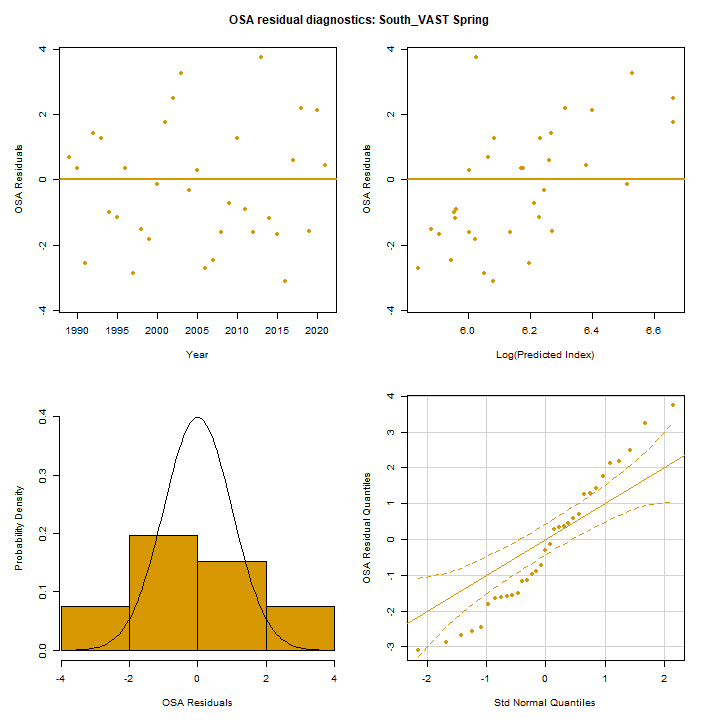 OSA residual diagnostics: South_VAST Spring
OSA Residuals
4
2
0
-2
-4
1990 1995 2000 2005 2010 2015 2020
Year
OSA Residuals
4
2
0
-2
-4
6.0 6.2 6.4 6.6
Log(Predicted Index)
Probability Density
0.4
0.3
0.2
0.1
0.0
-4 -2 0 2 4
OSA Residuals
OSA Residual Quantiles
4
3
2
1
0
-1
-2
-3
-2 -1 0 1 2
Std Normal Quantiles